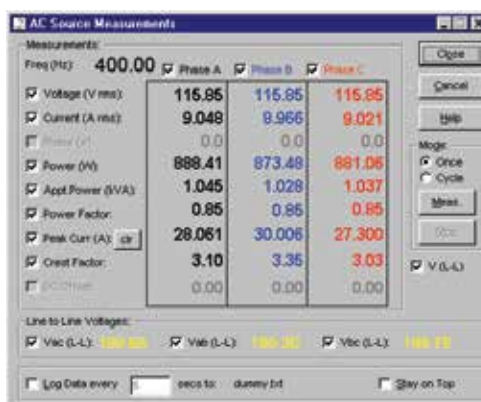 AC Source Measurements
Measurements:
Freq (Hz): 400.00 Phase A Phase B Phase C
Voltage (V rms): 115.85 115.85 115.85
Current (A rms): 9.048 8.966 9.021
0.0 0.0 0.0
Power (W): 888.41 873.48 881.06
Appt.Power (kVA): 1.045 1.028 1.037
Power Factor: 0.85 0.85 0.85
Peak Curr (A): clr 28.061 30.006 27.300
Crest Factor: 3.10 3.35 3.03
0.00 0.00 0.00
Close
Cancel
Help
Mode:
Once
Cycle
Meas.
V (L-L)
Line to Line Voltages:
Vac (L-L): Vab (L-L): Vbc (L-L):
Log Data every secs to: dummy.txt Stay on Top